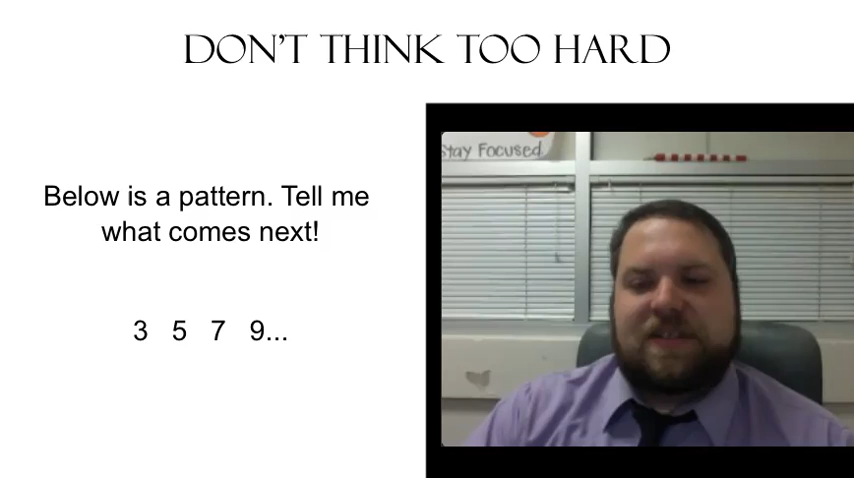 DON'T THINK TOO HARD
Stay Focused
Below is a pattern. Tell me
what comes next!
3 5 7 9...